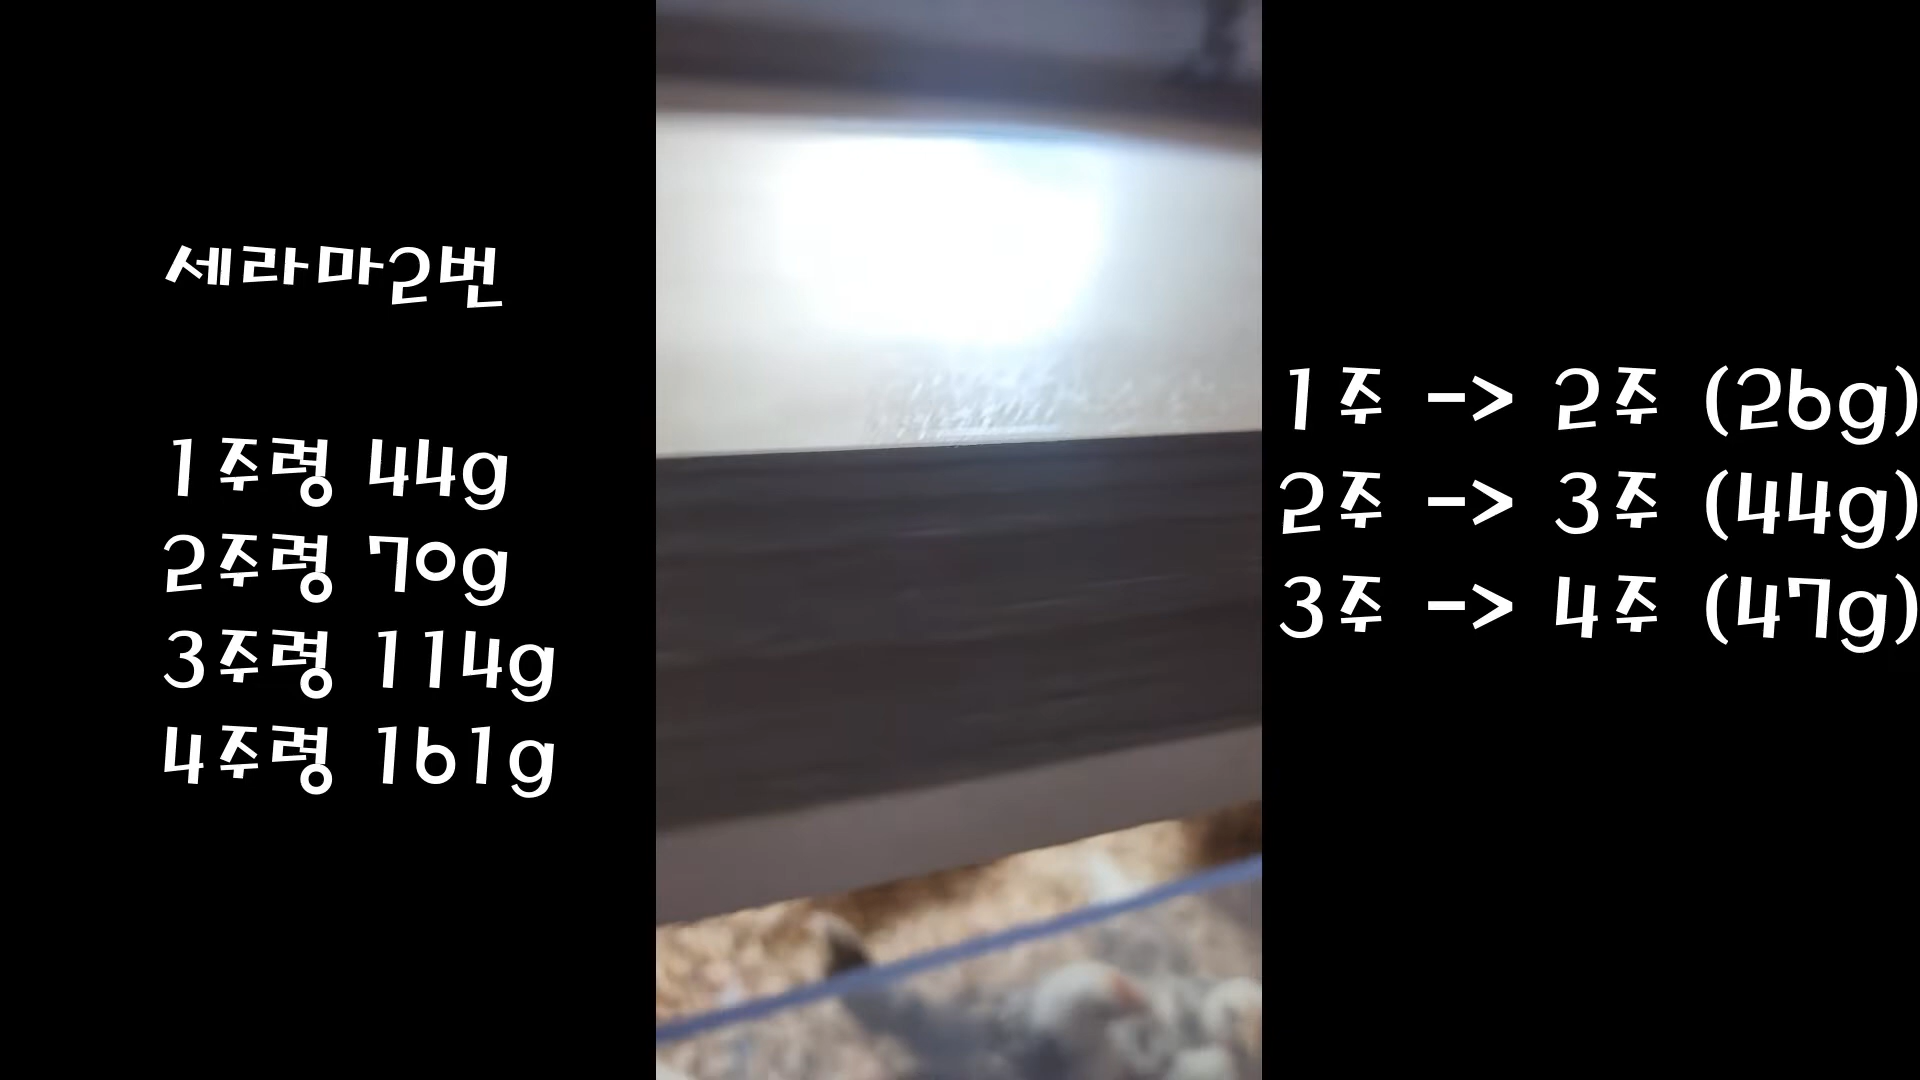 세라마2번
1주령 44g
2주령 70g
3주령 114g
4주령 161g
1주 -> 2주 (26g)
2주 -> 3주 (44g)
3주 -> 4주 (47g)